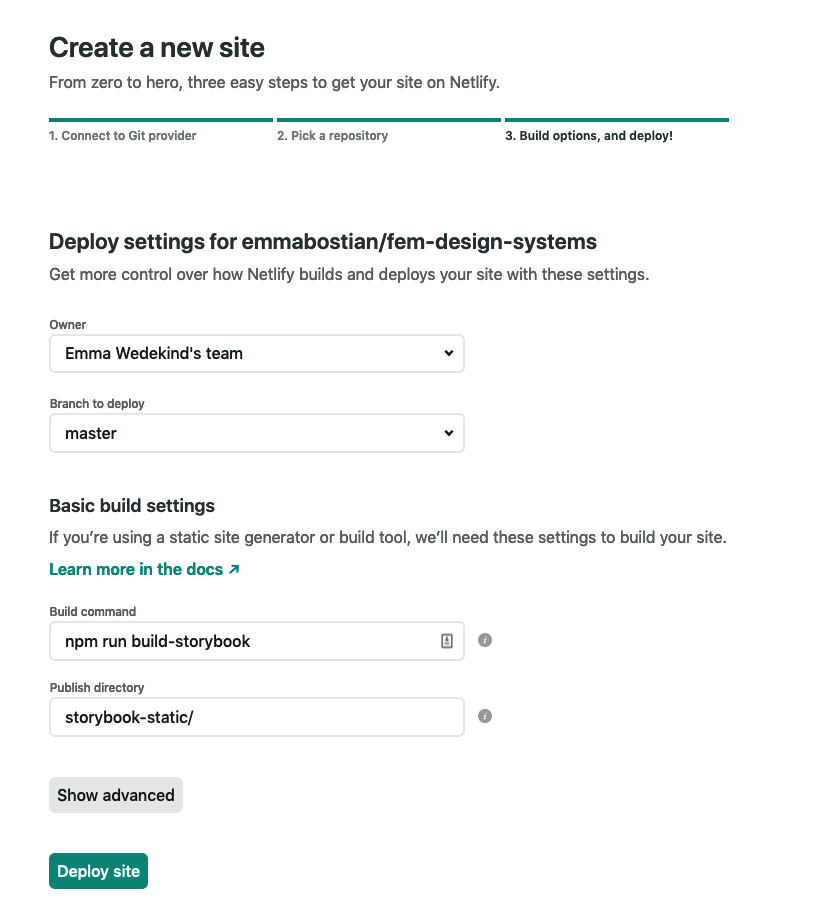 Create a new site
From zero to hero, three easy steps to get your site on Netlify.
1. Connect to Git provider
2. Pick a repository
3. Build options, and deploy!
Deploy settings for emmabostian/fem-design-systems
Get more control over how Netlify builds and deploys your site with these settings.
Owner
Emma Wedekind's team
Branch to deploy
master
Basic build settings
If you’re using a static site generator or build tool, we’ll need these settings to build your site.
Learn more in the docs ↗
Build command
npm run build-storybook
Publish directory
storybook-static/
Show advanced
Deploy site